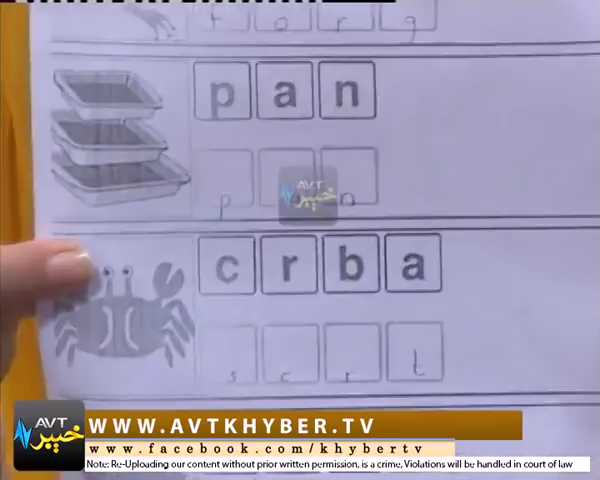 t o r g
p a n
p n
AVT
خیبر
c r b a
s c r t
AVT
خیبر
WWW.AVTKHYBER.TV
www.facebook.com/khybertv
Note: Re-Uploading our content without prior written permission, is a crime, Violations will be handled in court of law